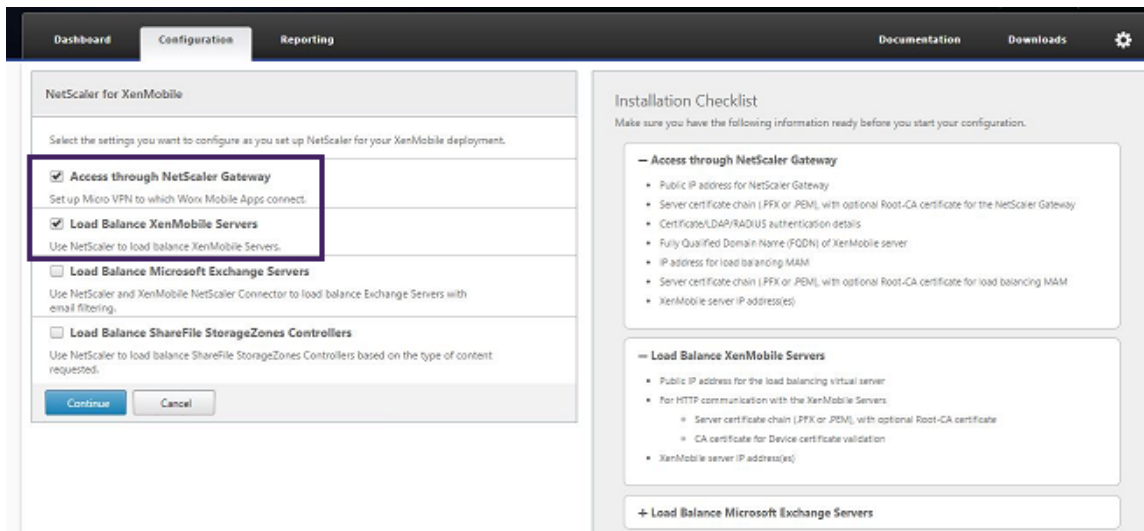 Dashboard
Configuration
Reporting
Documentation
Downloads
NetScaler for XenMobile
Select the settings you want to configure as you set up NetScaler for your XenMobile deployment.
Access through NetScaler Gateway
Set up Micro VPN to which Worx Mobile Apps connect.
Load Balance XenMobile Servers
Use NetScaler to load balance XenMobile Servers.
Load Balance Microsoft Exchange Servers
Use NetScaler and XenMobile NetScaler Connector to load balance Exchange Servers with
email filtering.
Load Balance ShareFile StorageZones Controllers
Use NetScaler to load balance ShareFile StorageZones Controllers based on the type of content
requested.
Continue
Cancel
Installation Checklist
Make sure you have the following information ready before you start your configuration.
— Access through NetScaler Gateway
• Public IP address for NetScaler Gateway
• Server certificate chain (.PFX or .PEM), with optional Root-CA certificate for the NetScaler Gateway
• Certificate/LDAP/RADIUS authentication details
• Fully Qualified Domain Name (FQDN) of XenMobile server
• IP address for load balancing MAM
• Server certificate chain (.PFX or .PEM), with optional Root-CA certificate for load balancing MAM
• XenMobile server IP address(es)
— Load Balance XenMobile Servers
• Public IP address for the load balancing virtual server
• For HTTP communication with the XenMobile Servers
Server certificate chain (.PFX or .PEM), with optional Root-CA certificate
CA certificate for Device certificate validation
• XenMobile server IP address(es)
+ Load Balance Microsoft Exchange Servers